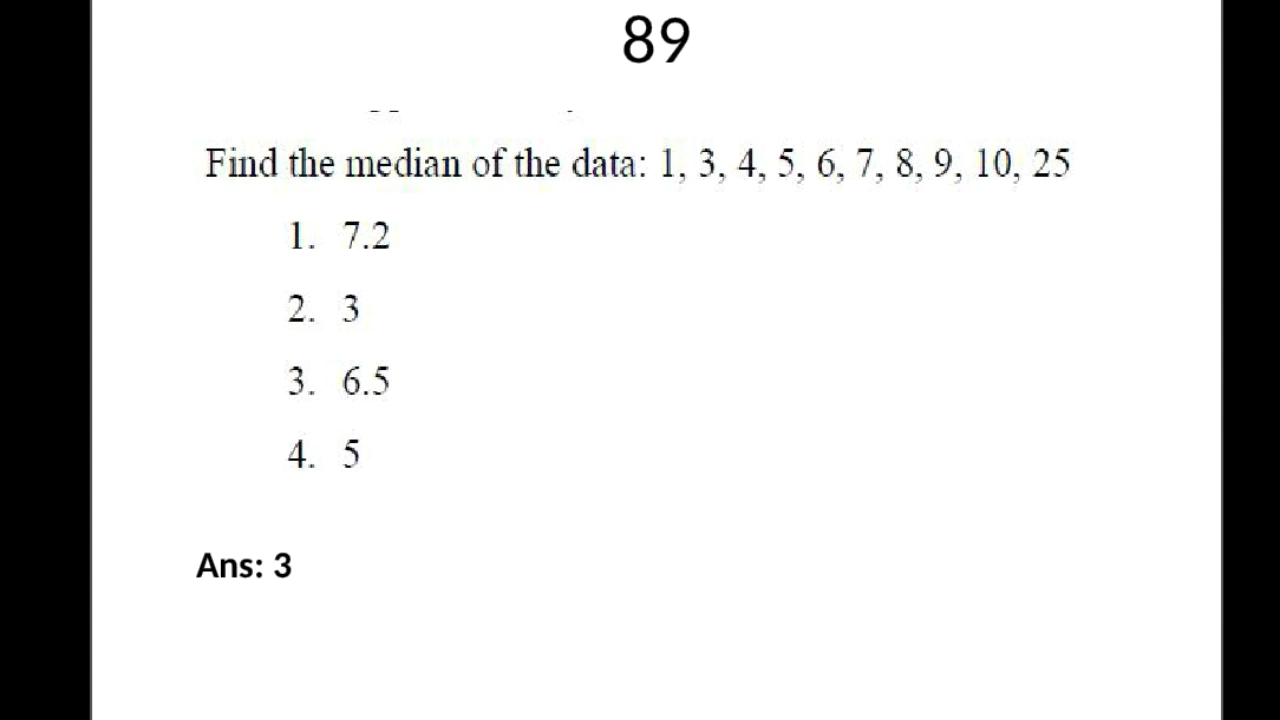 89
Find the median of the data: 1, 3, 4, 5, 6, 7, 8, 9, 10, 25
1. 7.2
2. 3
3. 6.5
4. 5
Ans: 3